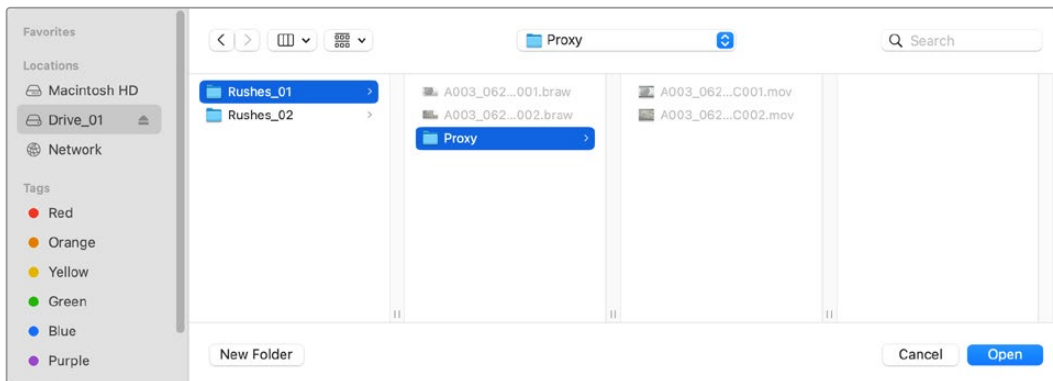 Favorites
Locations
Macintosh HD
Drive_01
Network
Tags
Red
Orange
Yellow
Green
Blue
Purple
Proxy
Search
Rushes_01
Rushes_02
A003_062...001.braw
A003_062...002.braw
Proxy
A003_062...C001.mov
A003_062...C002.mov
New Folder
Cancel
Open